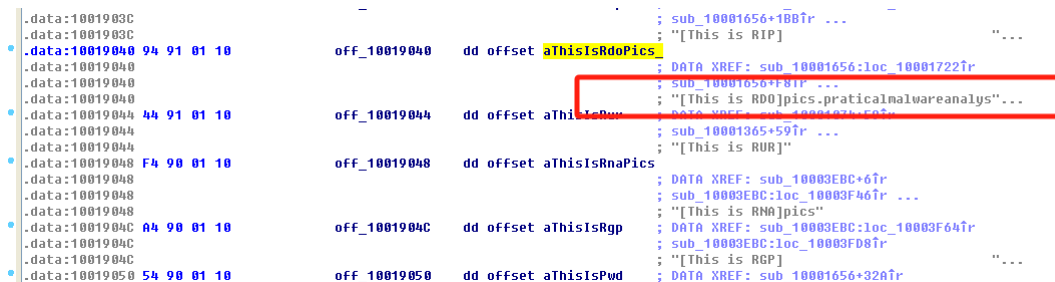 .data:1001903C ; sub_10001656+1BB↑r ...
.data:1001903C ; "[This is RIP] "...
.data:10019040 94 91 01 10 off_10019040 dd offset aThisIsRdoPics_
.data:10019040 ; DATA XREF: sub_10001656:loc_10001722↑r
.data:10019040 ; sub_10001656+F8↑r ...
.data:10019040 ; "[This is RDO]pics.praticalmalwareanalys"...
.data:10019044 44 91 01 10 off_10019044 dd offset aThisIsRur ; DATA XREF:
.data:10019044 ; sub_10001365+59↑r ...
.data:10019044 ; "[This is RUR]"
.data:10019048 F4 90 01 10 off_10019048 dd offset aThisIsRnaPics
.data:10019048 ; DATA XREF: sub_10003EBC+6↑r
.data:10019048 ; sub_10003EBC:loc_10003F46↑r ...
.data:10019048 ; "[This is RNA]pics"
.data:1001904C A4 90 01 10 off_1001904C dd offset aThisIsRgp ; DATA XREF: sub_10003EBC:loc_10003F64↑r
.data:1001904C ; sub_10003EBC:loc_10003FD8↑r
.data:1001904C ; "[This is RGP] "...
.data:10019050 54 90 01 10 off_10019050 dd offset aThisIsPwd ; DATA XREF: sub_10001656+32A↑r